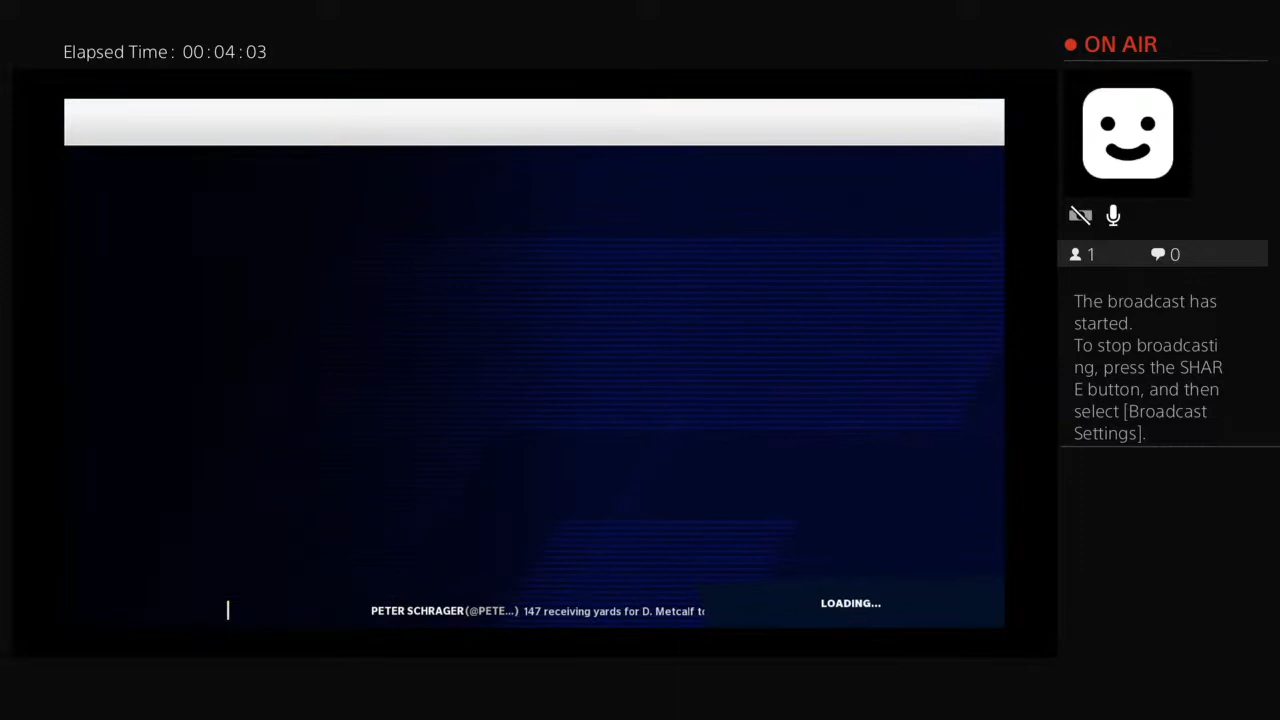 Elapsed Time: 00:04:03
ON AIR
1 0
The broadcast has
started.
To stop broadcasti
ng, press the SHAR
E button, and then
select [Broadcast
Settings].
PETER SCHRAGER (@PETE...) 147 receiving yards for D. Metcalf to
LOADING...